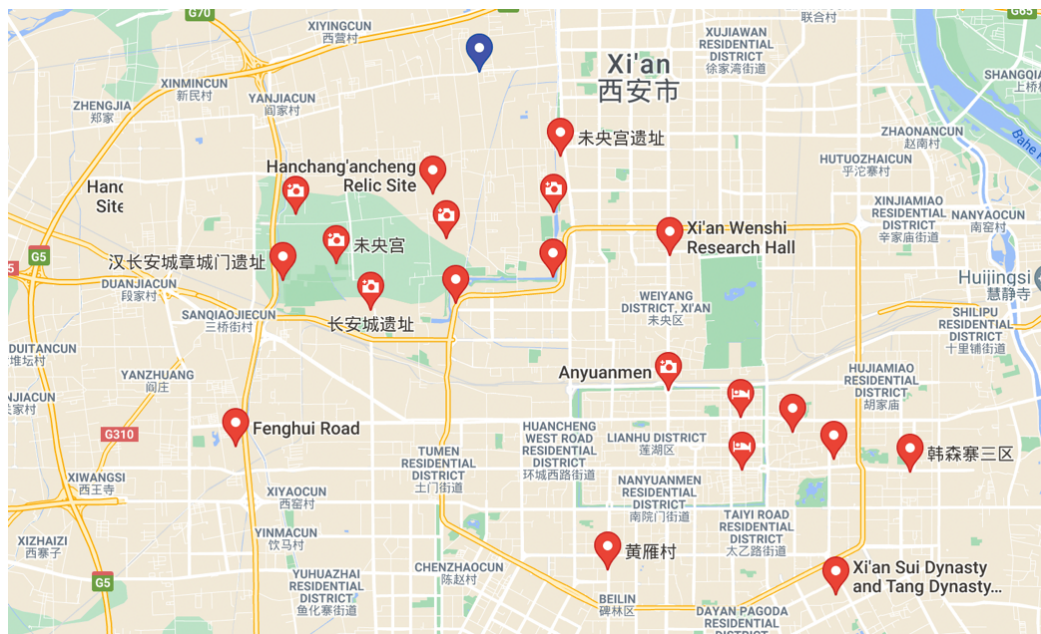 G70
G65
XIYINGCUN
西营村
联合村
XUJIAWAN
RESIDENTIAL
DISTRICT
徐家湾街道
Xi'an
西安市
SHANGQIA
上桥梓
XINMINCUN
新民村
YANJIACUN
阎家村
ZHENGJIA
郑家
未央宫遗址
ZHAONANCUN
赵南村
Bahe
HUTUOZHAICUN
乎沱寨村
Hanchang'ancheng
Relic Site
Hanc
Site
XINJIAMIAO
RESIDENTIAL
DISTRICT
辛家庙街道
NANYAOCUN
南窑村
Xi'an Wenshi
Research Hall
未央宫
汉长安城章城门遗址
G5
5
DUANJIACUN
段家村
Huijingsi
慧静寺
WEIYANG
DISTRICT, XI'AN
未央区
SANQIAOJIECUN
三桥街村
长安城遗址
SHILIPU
RESIDENTIAL
DISTRICT
十里铺街道
DUITANCUN
堆坛村
YANZHUANG
阎庄
Anyuanmen
HUJIAMIAO
RESIDENTIAL
DISTRICT
胡家庙
NJIACUN
家村
Fenghui Road
G310
HUANCHENG
WEST ROAD
RESIDENTIAL
DISTRICT
环城西路街道
LIANHU DISTRICT
莲湖区
TUMEN
RESIDENTIAL
DISTRICT
土门街道
韩森寨三区
XIWANGSI
西王寺
NANYUANMEN
RESIDENTIAL
DISTRICT
南院门街道
XIYAOCUN
西窑村
TAIYI ROAD
RESIDENTIAL
DISTRICT
太乙路街道
XIZHAIZI
西寨子
YINMACUN
饮马村
黄雁村
CHENZHAOCUN
陈赵村
Xi'an Sui Dynasty
and Tang Dynasty...
G5
YUHUAZHAI
RESIDENTIAL
DISTRICT
鱼化寨街道
BEILIN
碑林区
DAYAN PAGODA
RESIDENTIAL